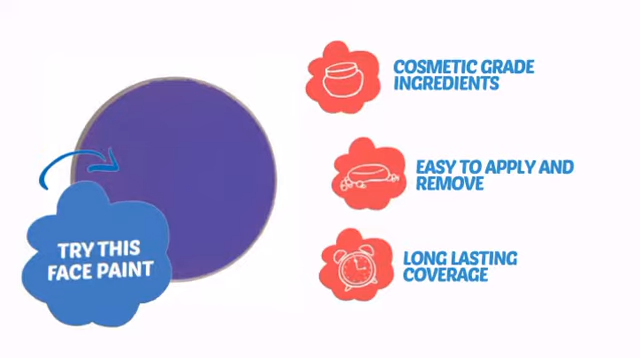 TRY THIS
FACE PAINT
COSMETIC GRADE
INGREDIENTS
EASY TO APPLY AND
REMOVE
LONG LASTING
COVERAGE